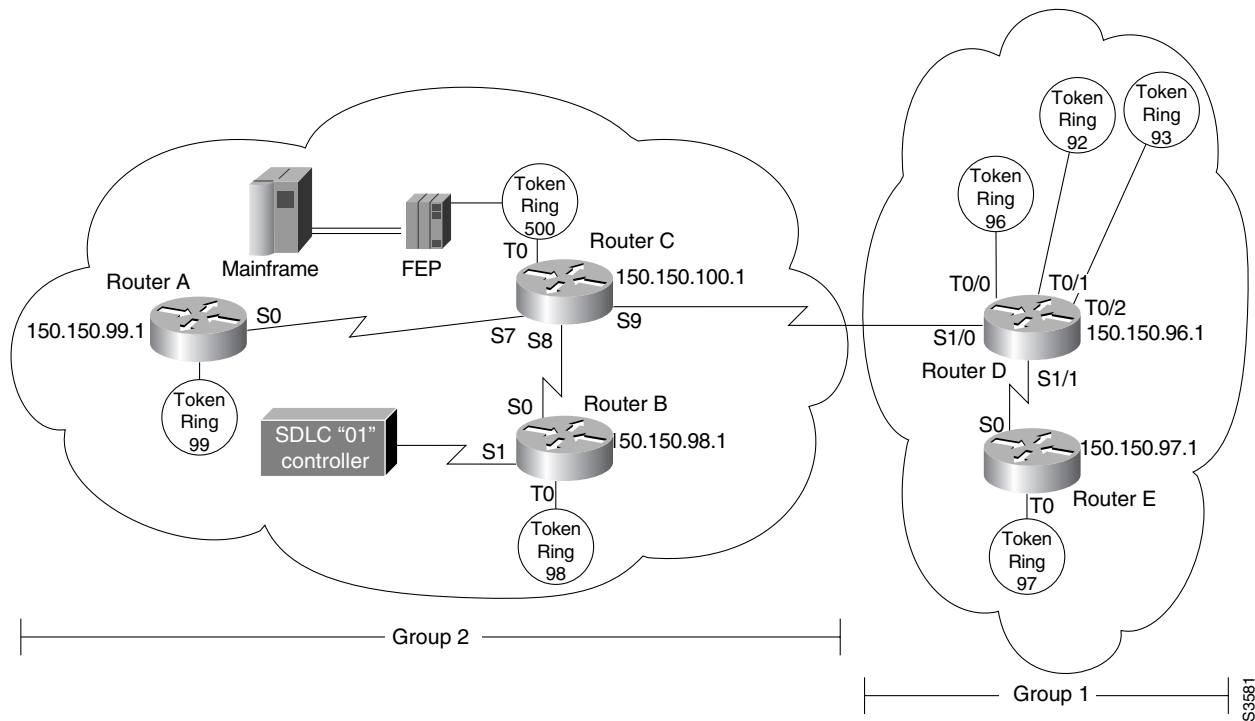 Token
Ring
92
Token
Ring
93
Token
Ring
96
Token
Ring
500
Mainframe
FEP
T0
Router C
150.150.100.1
Router A
150.150.99.1
S0
S7
S8
S9
T0/0
T0/1
T0/2
S1/0
150.150.96.1
Router D
S1/1
Token
Ring
99
SDLC “01”
controller
S0
Router B
S1
150.150.98.1
T0
Token
Ring
98
S0
150.150.97.1
Router E
T0
Token
Ring
97
Group 2
Group 1
S3581